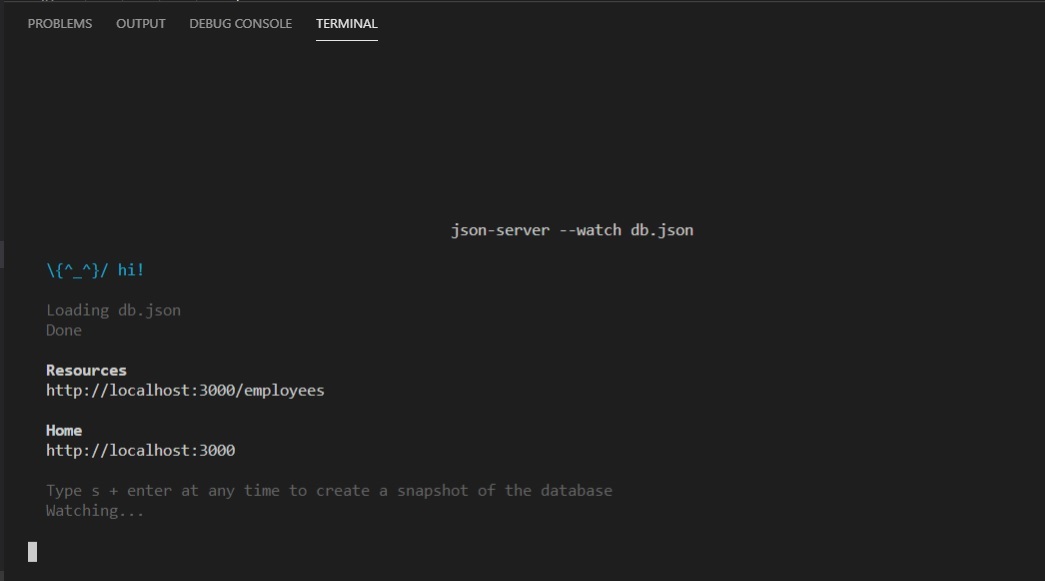 PROBLEMS OUTPUT DEBUG CONSOLE TERMINAL
json-server --watch db.json
\{^_^}/ hi!
Loading db.json
Done
Resources
http://localhost:3000/employees
Home
http://localhost:3000
Type s + enter at any time to create a snapshot of the database
Watching...